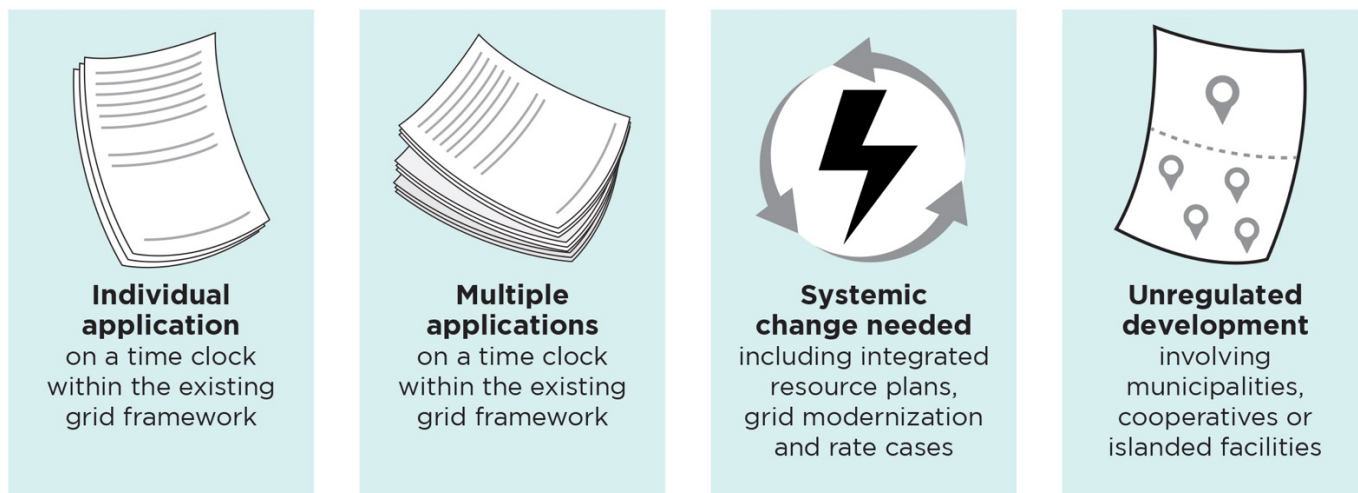 Individual
application
on a time clock
within the existing
grid framework
Multiple
applications
on a time clock
within the existing
grid framework
Systemic
change needed
including integrated
resource plans,
grid modernization
and rate cases
Unregulated
development
involving
municipalities,
cooperatives or
islanded facilities